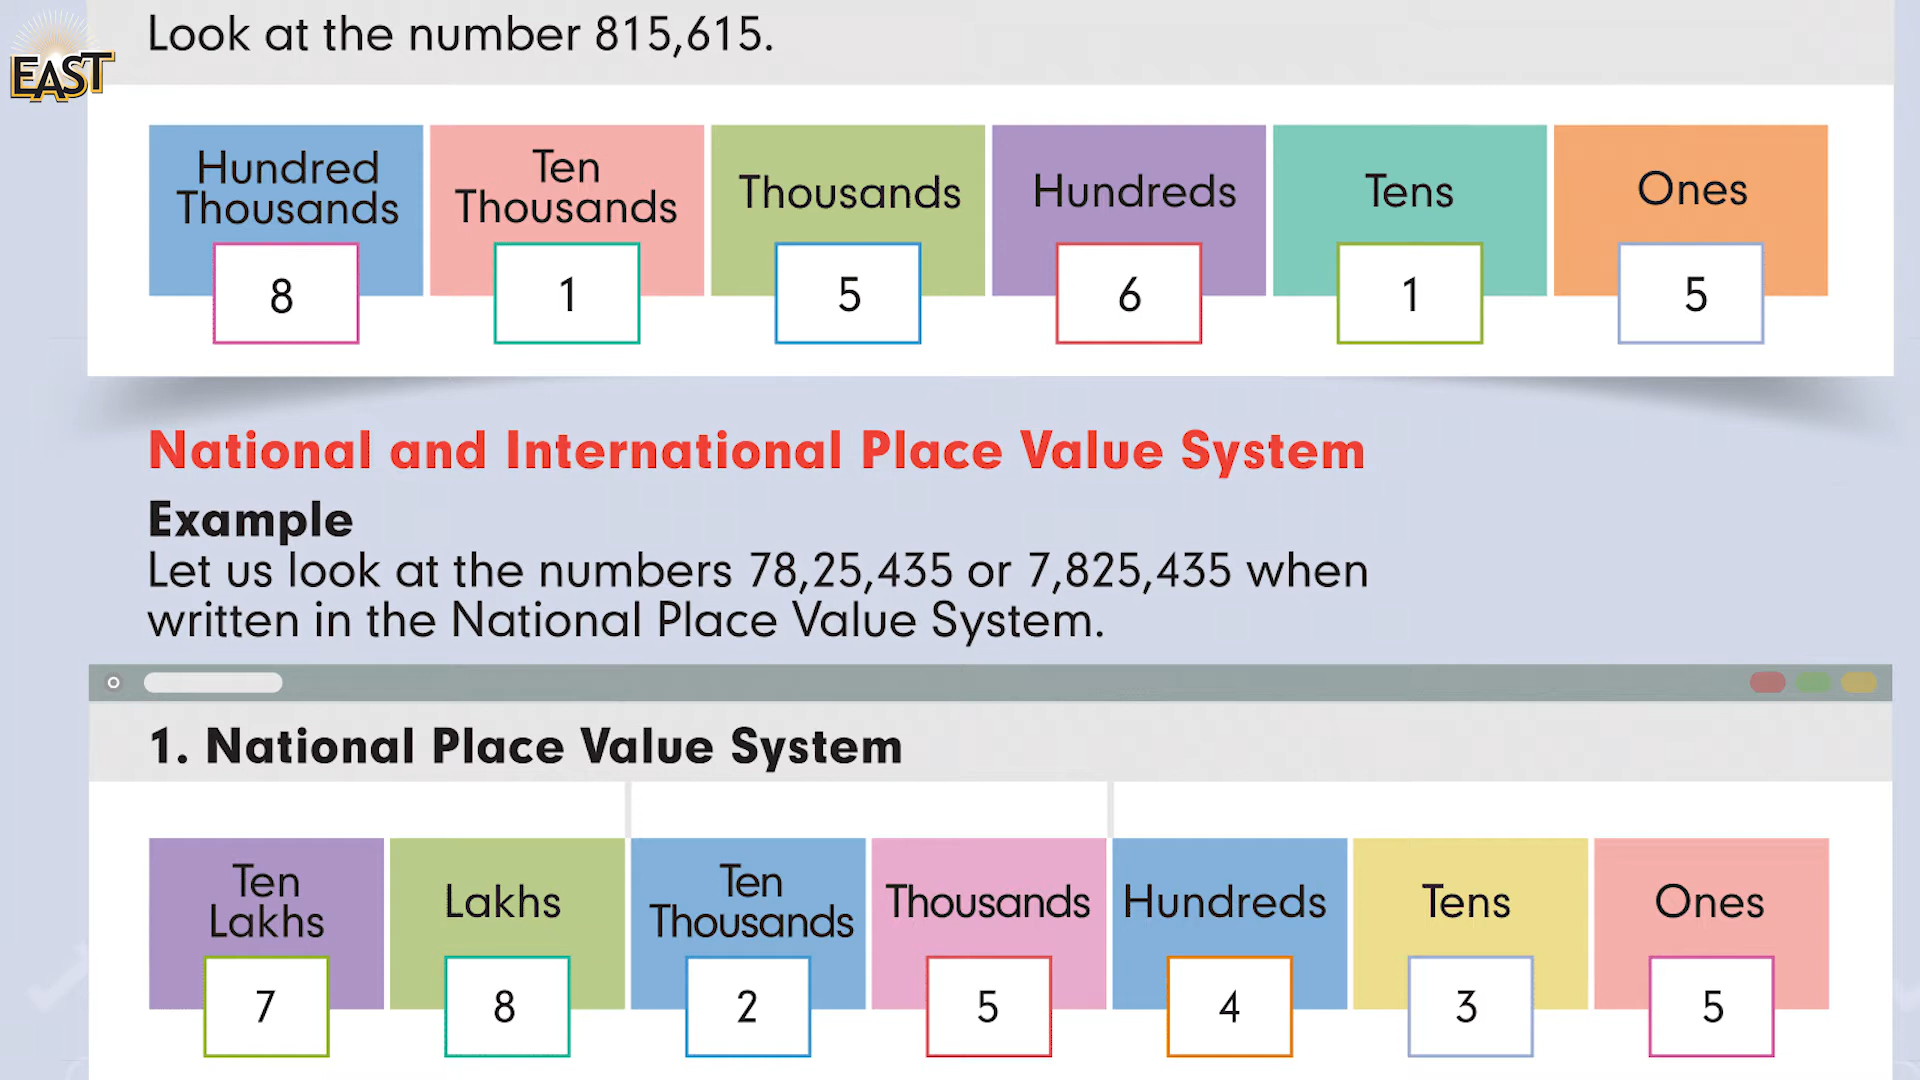 EAST
Look at the number 815,615.
Hundred Thousands
Ten Thousands
Thousands
Hundreds
Tens
Ones
8 1 5 6 1 5
National and International Place Value System
Example
Let us look at the numbers 78,25,435 or 7,825,435 when
written in the National Place Value System.
1. National Place Value System
Ten Lakhs
Lakhs
Ten Thousands
Thousands
Hundreds
Tens
Ones
7 8 2 5 4 3 5